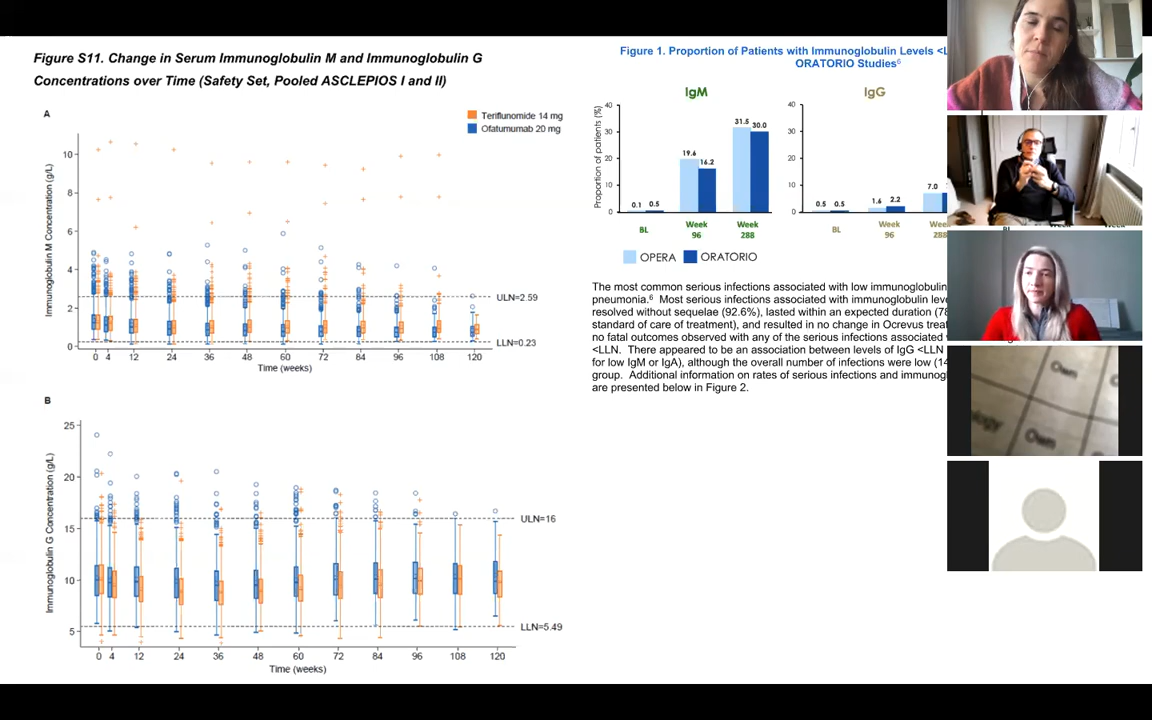 Figure S11. Change in Serum Immunoglobulin M and Immunoglobulin G
Concentrations over Time (Safety Set, Pooled ASCLEPIOS I and II)
A
Teriflunomide 14 mg
Ofatumumab 20 mg
Immunoglobulin M Concentration (g/L)
10
8
6
4
2
0
ULN=2.59
LLN=0.23
0 4 12 24 36 48 60 72 84 96 108 120
Time (weeks)
B
Immunoglobulin G Concentration (g/L)
25
20
15
10
5
ULN=16
LLN=5.49
0 4 12 24 36 48 60 72 84 96 108 120
Time (weeks)
Figure 1. Proportion of Patients with Immunoglobulin Levels <L
ORATORIO Studies6
IgM
Proportion of patients (%)
40
30
20
10
0
0.1 0.5
19.6 16.2
31.5 30.0
BL Week 96 Week 288
IgG
40
30
20
10
0
0.5 0.5
1.6 2.2
7.0
BL Week 96 Week 288
OPERA ORATORIO
The most common serious infections associated with low immunoglobulin
pneumonia.6 Most serious infections associated with immunoglobulin leve
resolved without sequelae (92.6%), lasted within an expected duration (78
standard of care of treatment), and resulted in no change in Ocrevus treat
no fatal outcomes observed with any of the serious infections associated
<LLN. There appeared to be an association between levels of IgG <LLN
for low IgM or IgA), although the overall number of infections were low (14
group. Additional information on rates of serious infections and immunogl
are presented below in Figure 2.
Own
ology
Own